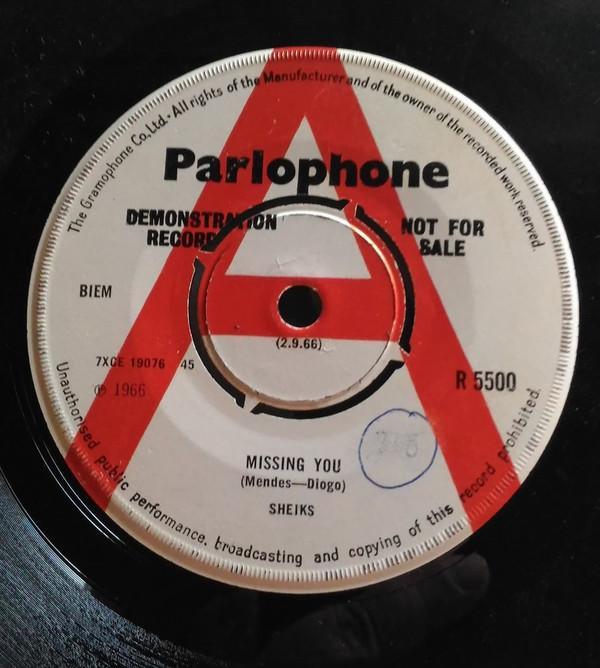 The Gramophone Co, Ltd. · All rights of the Manufacturer and of the owner of the recorded work reserved.
Parlophone
DEMONSTRATION NOT FOR
RECORD SALE
BIEM
(2.9.66)
7XCE 19076 45
R 5500
℗ 1966
MISSING YOU
(Mendes—Diogo)
SHEIKS
Unauthorised public performance, broadcasting and copying of this record prohibited.
A